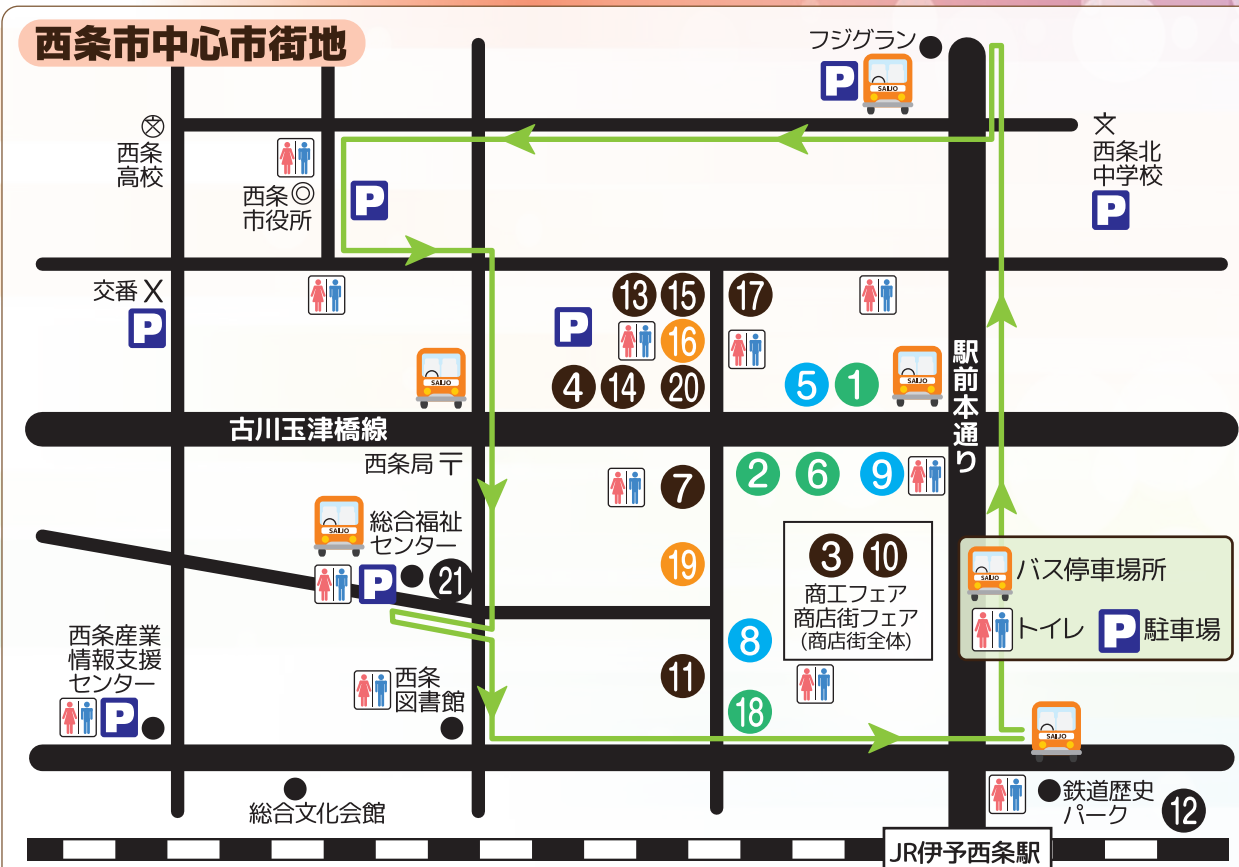 西条市中心市街地
フジグラン
P
SAIJO
西条
高校
西条◎
市役所
P
文
西条北
中学校
P
交番
P
P
13
15
17
16
4
14
20
5
1
SAIJO
SAIJO
駅前本通り
古川玉津橋線
西条局〒
7
2
6
9
SAIJO
総合福祉
センター
P
21
19
3
10
商工フェア
商店街フェア
(商店街全体)
SAIJO
バス停車場所
トイレ
P
駐車場
西条産業
情報支援
センター
P
西条
図書館
11
8
18
SAIJO
総合文化会館
鉄道歴史
パーク
12
JR伊予西条駅